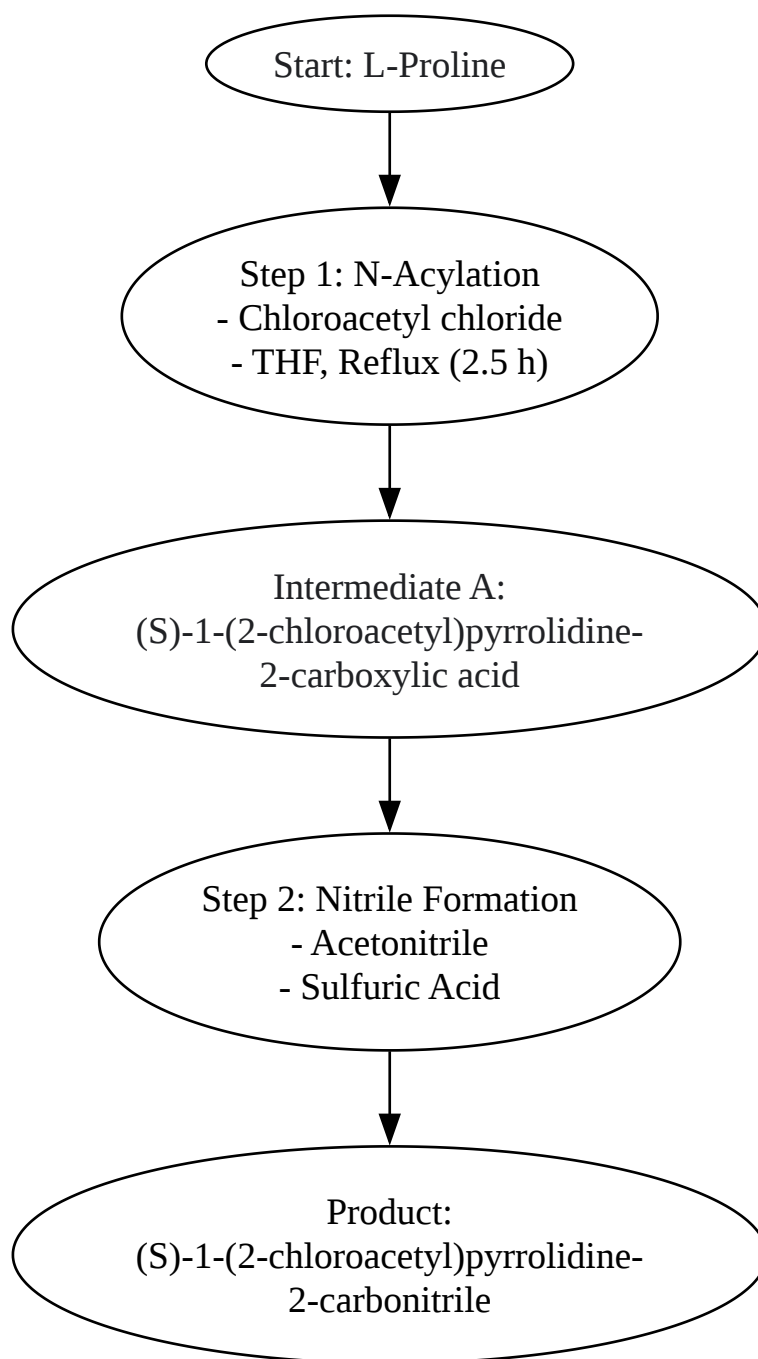 Start: L-Proline
Step 1: N-Acylation
- Chloroacetyl chloride
- THF, Reflux (2.5 h)
Intermediate A:
(S)-1-(2-chloroacetyl)pyrrolidine-
2-carboxylic acid
Step 2: Nitrile Formation
- Acetonitrile
- Sulfuric Acid
Product:
(S)-1-(2-chloroacetyl)pyrrolidine-
2-carbonitrile